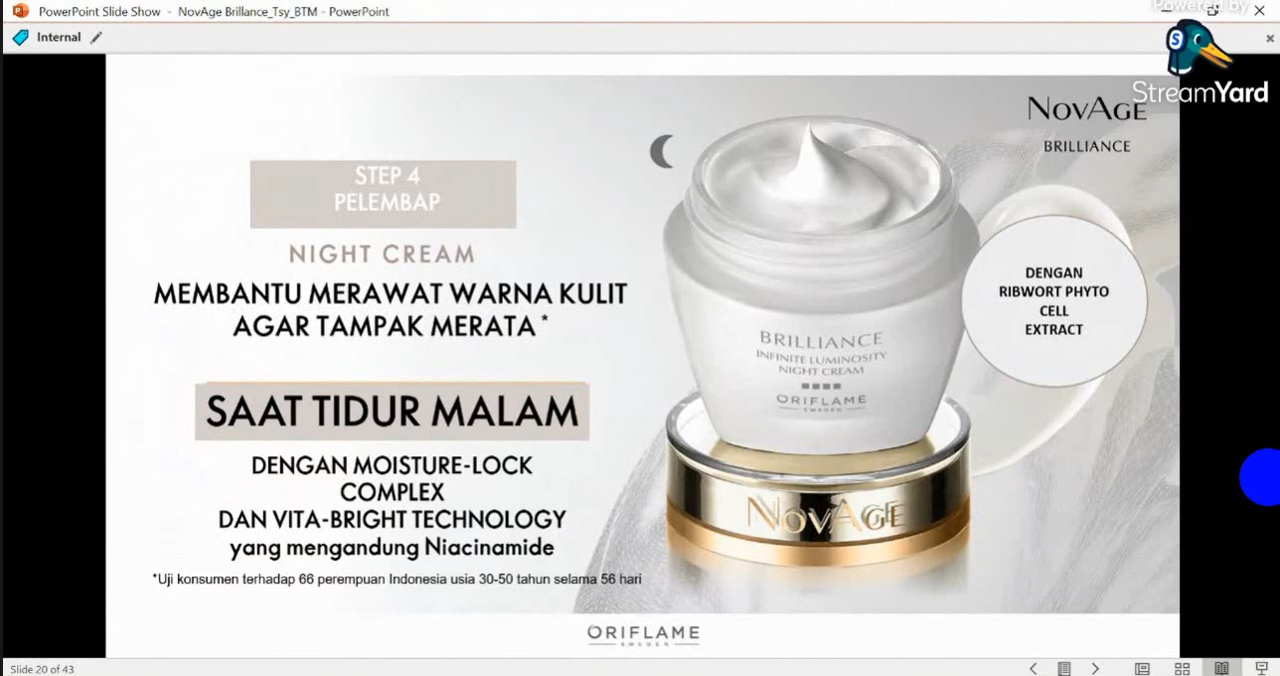 PowerPoint Slide Show - NovAge Brillance_Tsy_BTM - PowerPoint
Powered by
Internal
StreamYard
NOVAGE
BRILLIANCE
STEP 4
PELEMBAP
NIGHT CREAM
MEMBANTU MERAWAT WARNA KULIT
AGAR TAMPAK MERATA *
SAAT TIDUR MALAM
DENGAN MOISTURE-LOCK
COMPLEX
DAN VITA-BRIGHT TECHNOLOGY
yang mengandung Niacinamide
*Uji konsumen terhadap 66 perempuan Indonesia usia 30-50 tahun selama 56 hari
BRILLIANCE
INFINITE LUMINOSITY
NIGHT CREAM
ORIFLAME
SWEDEN
NOVAGE
DENGAN
RIBWORT PHYTO
CELL
EXTRACT
ORIFLAME
SWEDEN
Slide 20 of 43